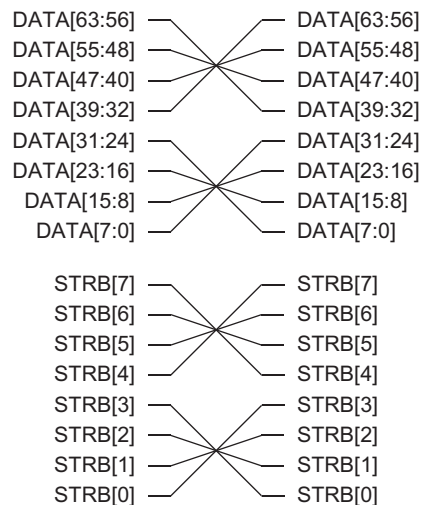 DATA[63:56] DATA[63:56]
DATA[55:48] DATA[55:48]
DATA[47:40] DATA[47:40]
DATA[39:32] DATA[39:32]
DATA[31:24] DATA[31:24]
DATA[23:16] DATA[23:16]
DATA[15:8] DATA[15:8]
DATA[7:0] DATA[7:0]
STRB[7] STRB[7]
STRB[6] STRB[6]
STRB[5] STRB[5]
STRB[4] STRB[4]
STRB[3] STRB[3]
STRB[2] STRB[2]
STRB[1] STRB[1]
STRB[0] STRB[0]